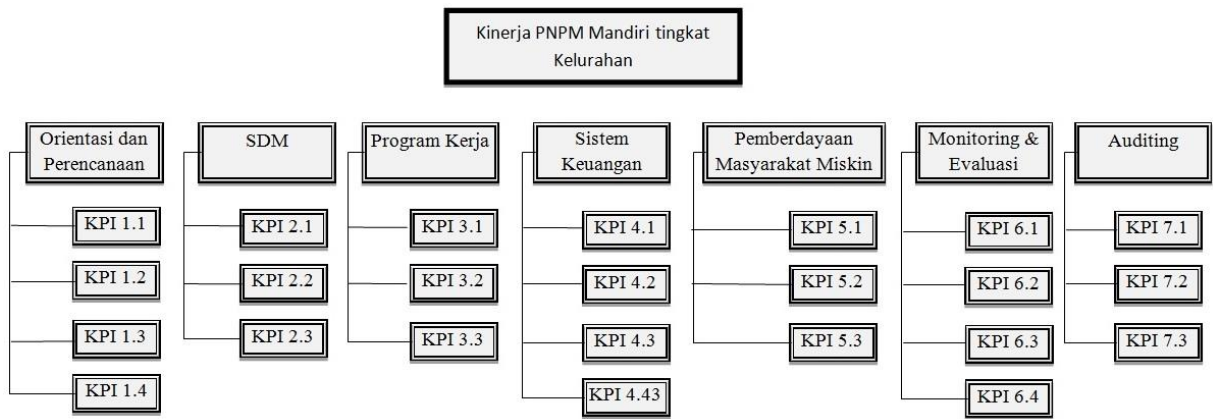 Kinerja PNPM Mandiri tingkat
Kelurahan
Orientasi dan
Perencanaan
SDM
Program Kerja
Sistem
Keuangan
Pemberdayaan
Masyarakat Miskin
Monitoring &
Evaluasi
Auditing
KPI 1.1
KPI 1.2
KPI 1.3
KPI 1.4
KPI 2.1
KPI 2.2
KPI 2.3
KPI 3.1
KPI 3.2
KPI 3.3
KPI 4.1
KPI 4.2
KPI 4.3
KPI 4.43
KPI 5.1
KPI 5.2
KPI 5.3
KPI 6.1
KPI 6.2
KPI 6.3
KPI 6.4
KPI 7.1
KPI 7.2
KPI 7.3